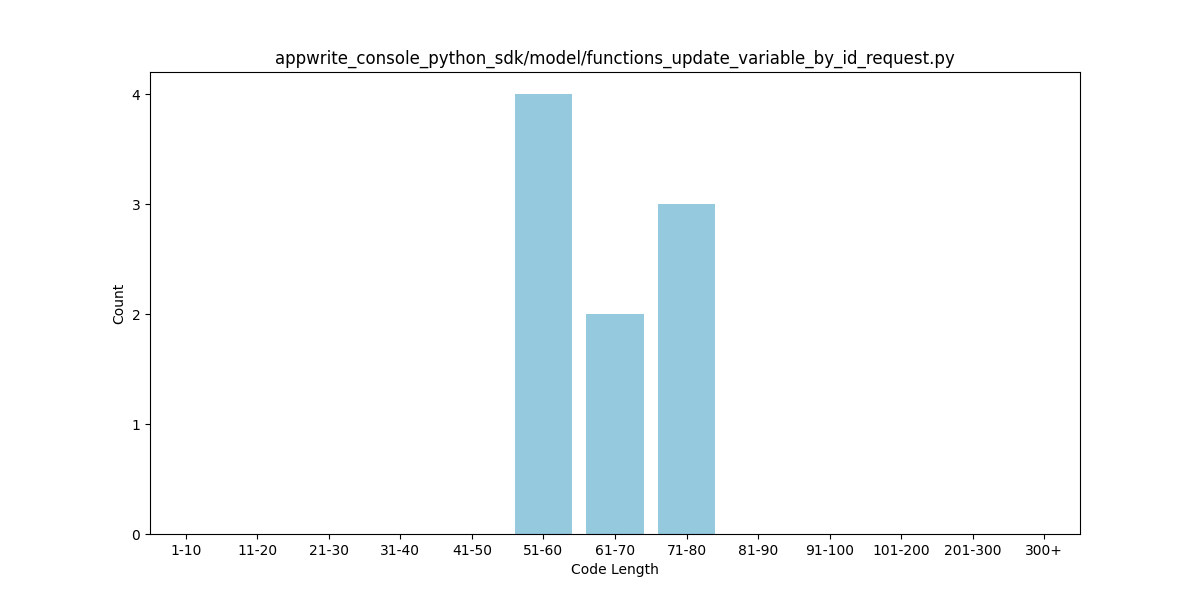 appwrite_console_python_sdk/model/functions_update_variable_by_id_request.py
4
3
2
1
0
Count
1-10 11-20 21-30 31-40 41-50 51-60 61-70 71-80 81-90 91-100 101-200 201-300 300+
Code Length